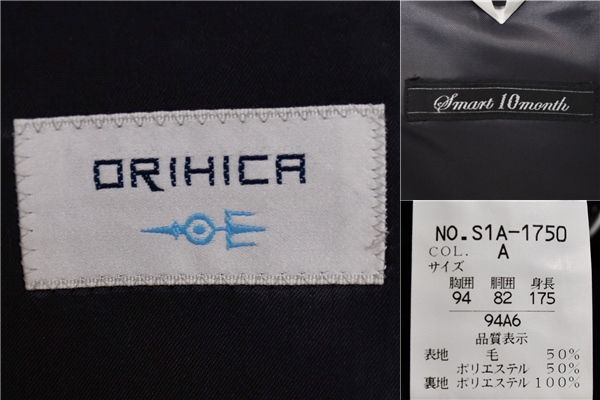 ORIHICA
Smart 10month
NO.S1A-1750
COL. A
サイズ
胸囲 胴囲 身長
94 82 175
94A6
品質表示
表地 毛 50%
ポリエステル 50%
裏地 ポリエステル 100%